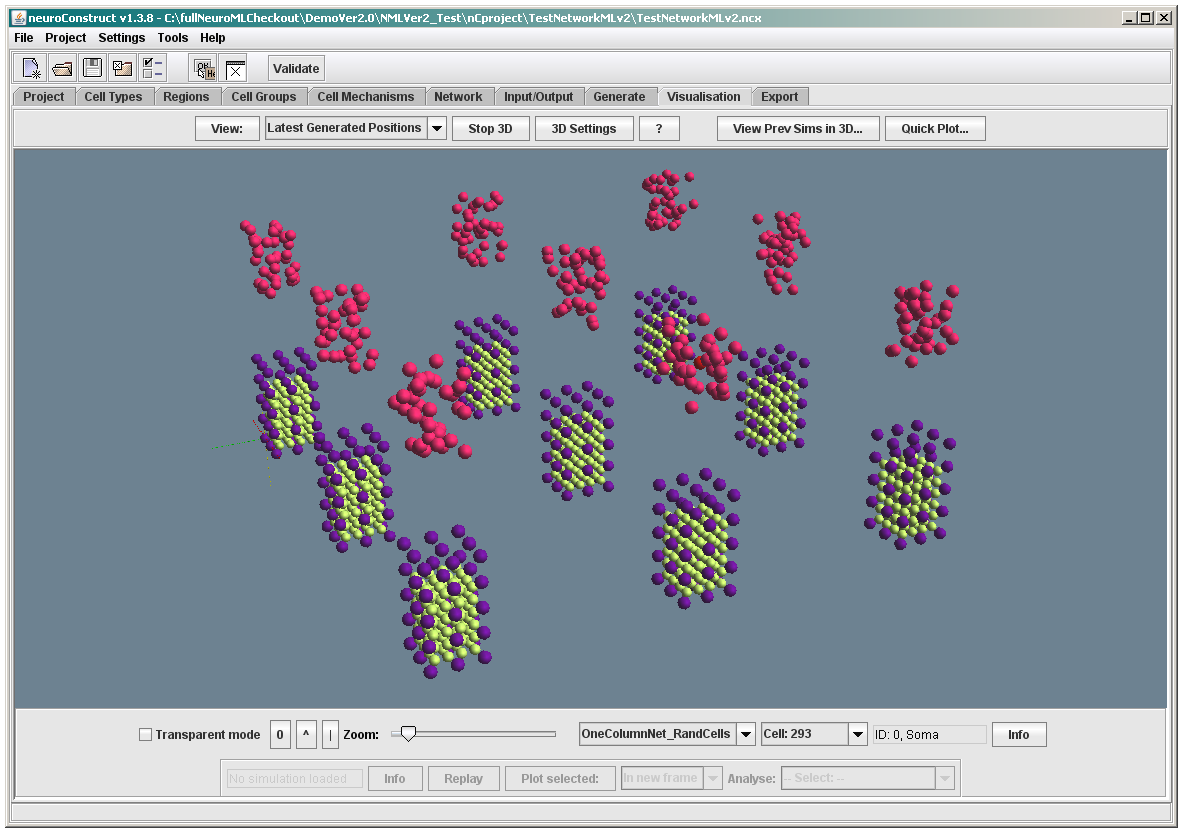 neuroConstruct v1.3.8 - C:\fullNeuroMLCheckout\DemoVer2.0\NMLVer2_Test\nCproject\TestNetworkMLv2\TestNetworkMLv2.ncx
File Project Settings Tools Help
Validate
Project Cell Types Regions Cell Groups Cell Mechanisms Network Input/Output Generate Visualisation Export
View: Latest Generated Positions Stop 3D 3D Settings ? View Prev Sims in 3D... Quick Plot...
Transparent mode 0 ^ | Zoom: OneColumnNet_RandCells Cell: 293 ID: 0, Soma Info
No simulation loaded Info Replay Plot selected: In new frame Analyse: -- Select: --